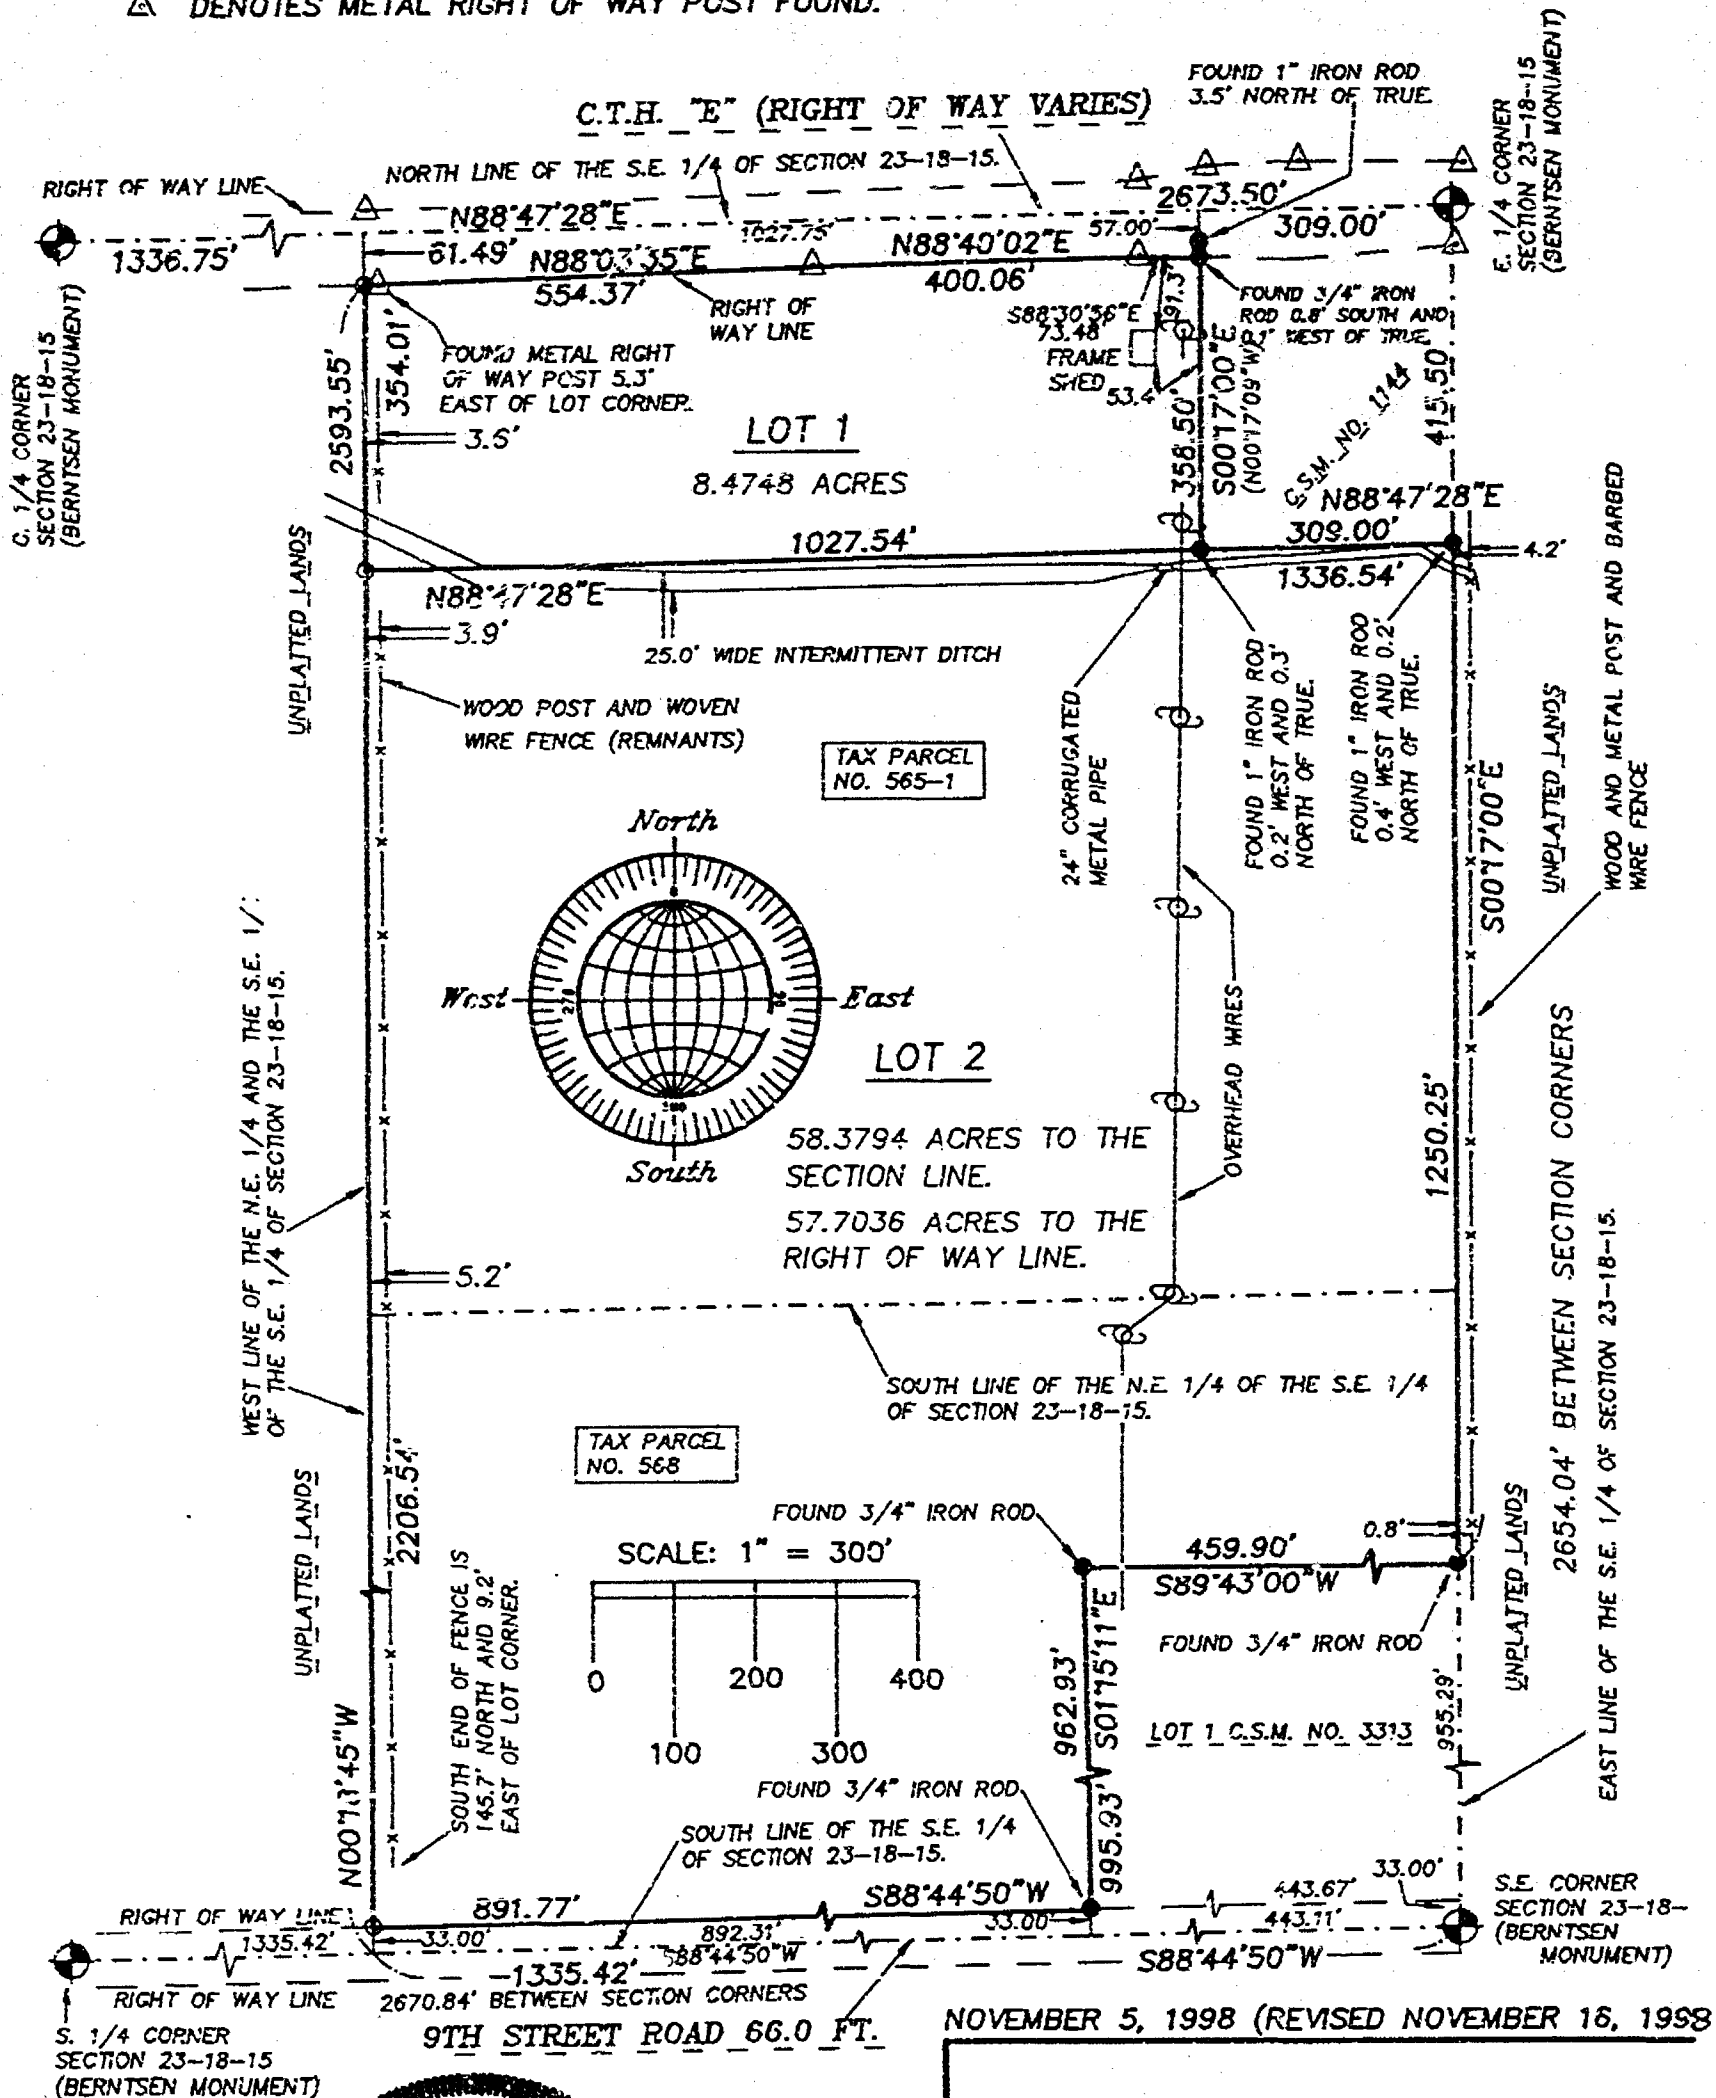 DENOTES METAL RIGHT OF WAY POST FOUND.
FOUND 1" IRON ROD
3.5' NORTH OF TRUE.
C.T.H. "E" (RIGHT OF WAY VARIES)
E. 1/4 CORNER
SECTION 23-18-15
(BERNTSEN MONUMENT)
NORTH LINE OF THE S.E. 1/4 OF SECTION 23-18-15.
RIGHT OF WAY LINE
2673.50'
N88°47'28"E
1027.75'
57.00'
309.00'
1336.75'
61.49'
N88°03'35"E
554.37'
N88°40'02"E
400.06'
RIGHT OF
WAY LINE
C. 1/4 CORNER
SECTION 23-18-15
(BERNTSEN MONUMENT)
2593.55'
354.01'
FOUND METAL RIGHT
OF WAY POST 5.3'
EAST OF LOT CORNER.
S88°30'56"E
73.48'
FRAME
SHED
91.3'
53.4'
FOUND 3/4" IRON
ROD 0.8' SOUTH AND
0.1' WEST OF TRUE.
358.50'
S00°17'00"E
(N00°17'09"W)
C.S.M. NO. 1144
415.50
3.6'
LOT 1
8.4748 ACRES
N88°47'28"E
309.00'
1027.54'
1336.54'
4.2'
N88°47'28"E
UNPLATTED LANDS
3.9'
25.0' WIDE INTERMITTENT DITCH
WOOD POST AND WOVEN
WIRE FENCE (REMNANTS)
TAX PARCEL
NO. 565-1
24" CORRUGATED
METAL PIPE
FOUND 1" IRON ROD
0.2' WEST AND 0.3'
NORTH OF TRUE.
FOUND 1" IRON ROD
0.4' WEST AND 0.2'
NORTH OF TRUE.
S00°17'00"E
UNPLATTED LANDS
WOOD AND METAL POST AND BARBED
WIRE FENCE
North
West
270
0
90
180
East
South
LOT 2
58.3794 ACRES TO THE
SECTION LINE.
57.7036 ACRES TO THE
RIGHT OF WAY LINE.
OVERHEAD WIRES
1250.25'
WEST LINE OF THE N.E. 1/4 AND THE S.E. 1/
OF THE S.E. 1/4 OF SECTION 23-18-15.
5.2'
SOUTH LINE OF THE N.E. 1/4 OF THE S.E. 1/4
OF SECTION 23-18-15.
2654.04' BETWEEN SECTION CORNERS
EAST LINE OF THE S.E. 1/4 OF SECTION 23-18-15.
TAX PARCEL
NO. 568
2206.54'
UNPLATTED LANDS
FOUND 3/4" IRON ROD
0.8'
459.90'
S89°43'00"W
SCALE: 1" = 300'
0
200
400
100
300
SOUTH END OF FENCE IS
145.7' NORTH AND 9.2'
EAST OF LOT CORNER.
FOUND 3/4" IRON ROD
UNPLATTED LANDS
962.93'
S01°15'11"E
LOT 1 C.S.M. NO. 3313
955.29'
FOUND 3/4" IRON ROD
995.93'
SOUTH LINE OF THE S.E. 1/4
OF SECTION 23-18-15.
891.77'
S88°44'50"W
443.67'
33.00'
S.E. CORNER
SECTION 23-18-
(BERNTSEN
MONUMENT)
RIGHT OF WAY LINE
1335.42'
33.00'
892.31'
S88°44'50"W
33.00'
443.11'
1335.42'
S88°44'50"W
RIGHT OF WAY LINE
2670.84' BETWEEN SECTION CORNERS
9TH STREET ROAD 66.0 FT.
NOVEMBER 5, 1998 (REVISED NOVEMBER 16, 1998
S. 1/4 CORNER
SECTION 23-18-15
(BERNTSEN MONUMENT)